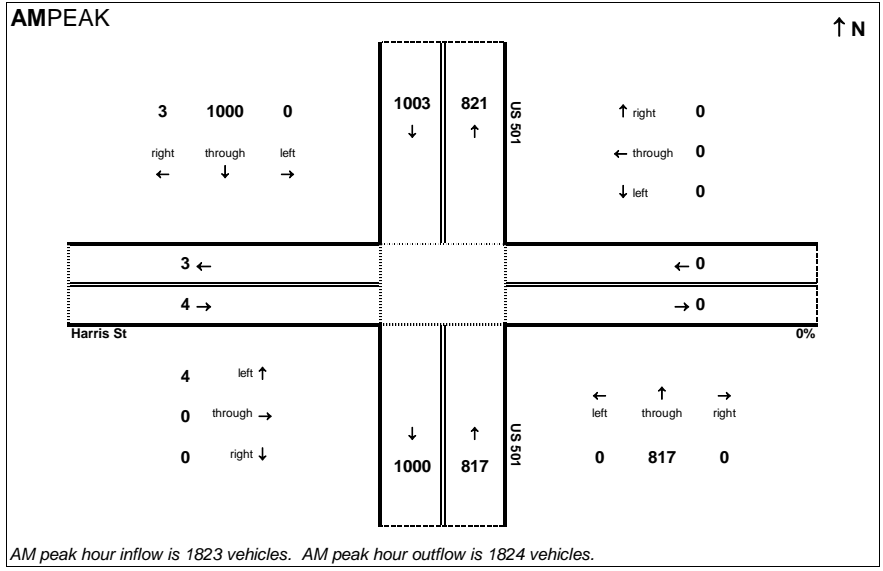 AM PEAK
↑ N
1003 821
↓ ↑
US 501
3 1000 0
right through left
← ↓ →
↑ right 0
← through 0
↓ left 0
3 ←
← 0
4 →
→ 0
Harris St
0%
4 left ↑
0 through →
0 right ↓
↓ ↑
1000 817
US 501
← ↑ →
left through right
0 817 0
AM peak hour inflow is 1823 vehicles. AM peak hour outflow is 1824 vehicles.